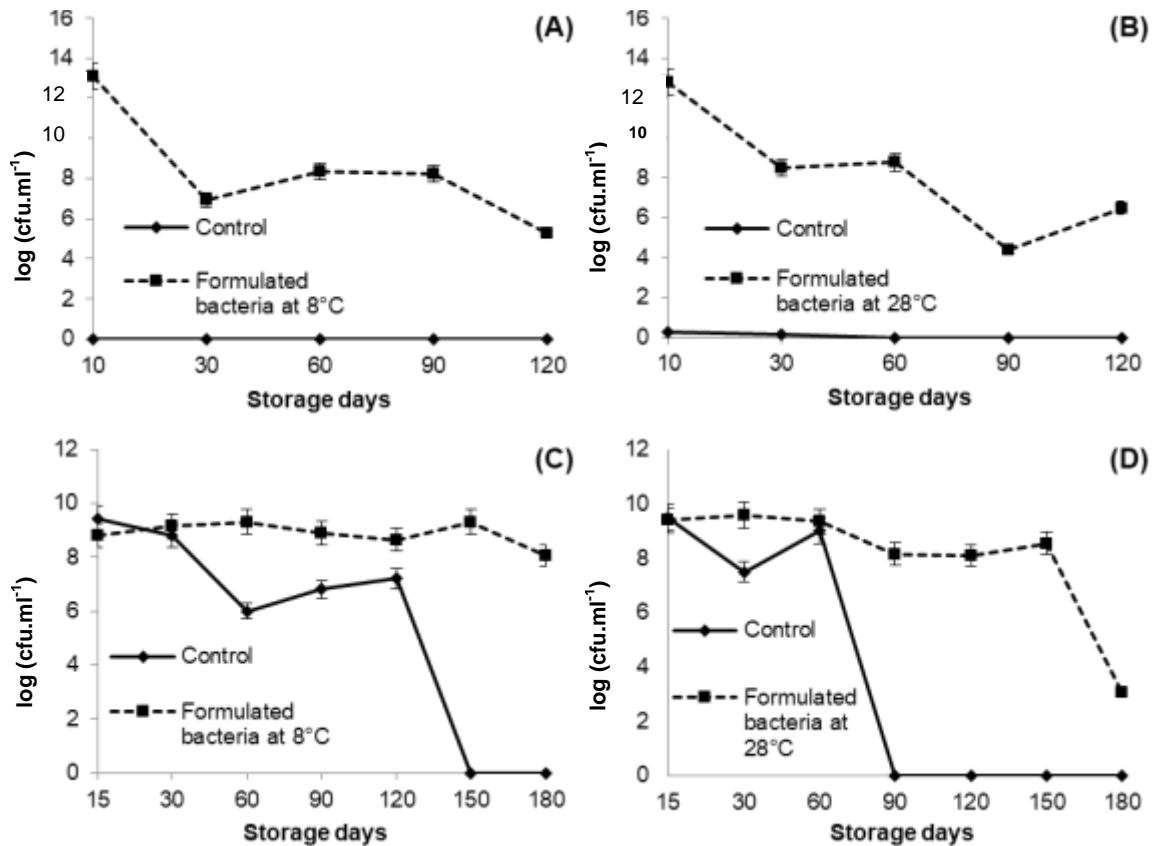 (A)
16
14
12
10
8
6
4
2
0
log (cfu.ml-1)
Control
Formulated
bacteria at 8°C
10 30 60 90 120
Storage days
(B)
16
14
12
10
8
6
4
2
0
log (cfu.ml-1)
Control
Formulated
bacteria at 28°C
10 30 60 90 120
Storage days
(C)
12
10
8
6
4
2
0
log (cfu.ml-1)
Control
Formulated
bacteria at 8°C
15 30 60 90 120 150 180
Storage days
(D)
12
10
8
6
4
2
0
log (cfu.ml-1)
Control
Formulated
bacteria at
28°C
15 30 60 90 120 150 180
Storage days